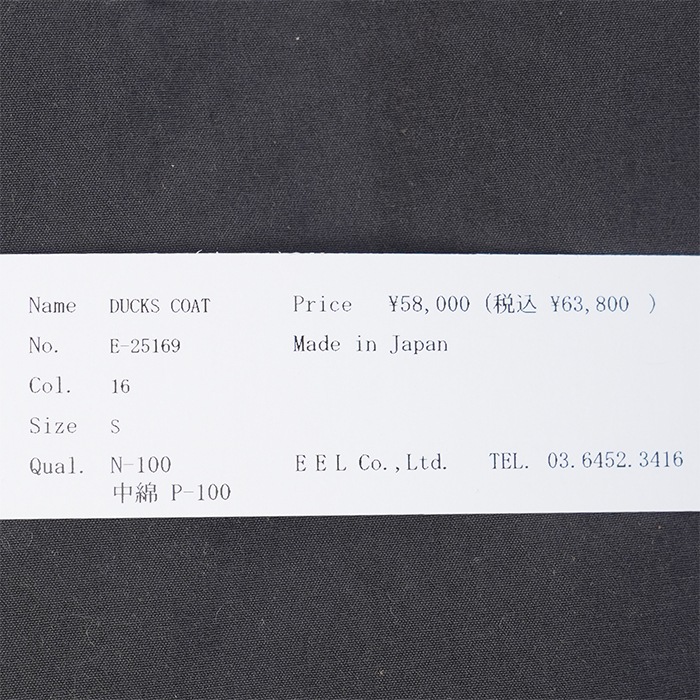 Name DUCKS COAT Price ¥58,000 (税込 ¥63,800 )
No. E-25169 Made in Japan
Col. 16
Size S
Qual. N-100 E E L Co.,Ltd. TEL. 03.6452.3416
中綿 P-100